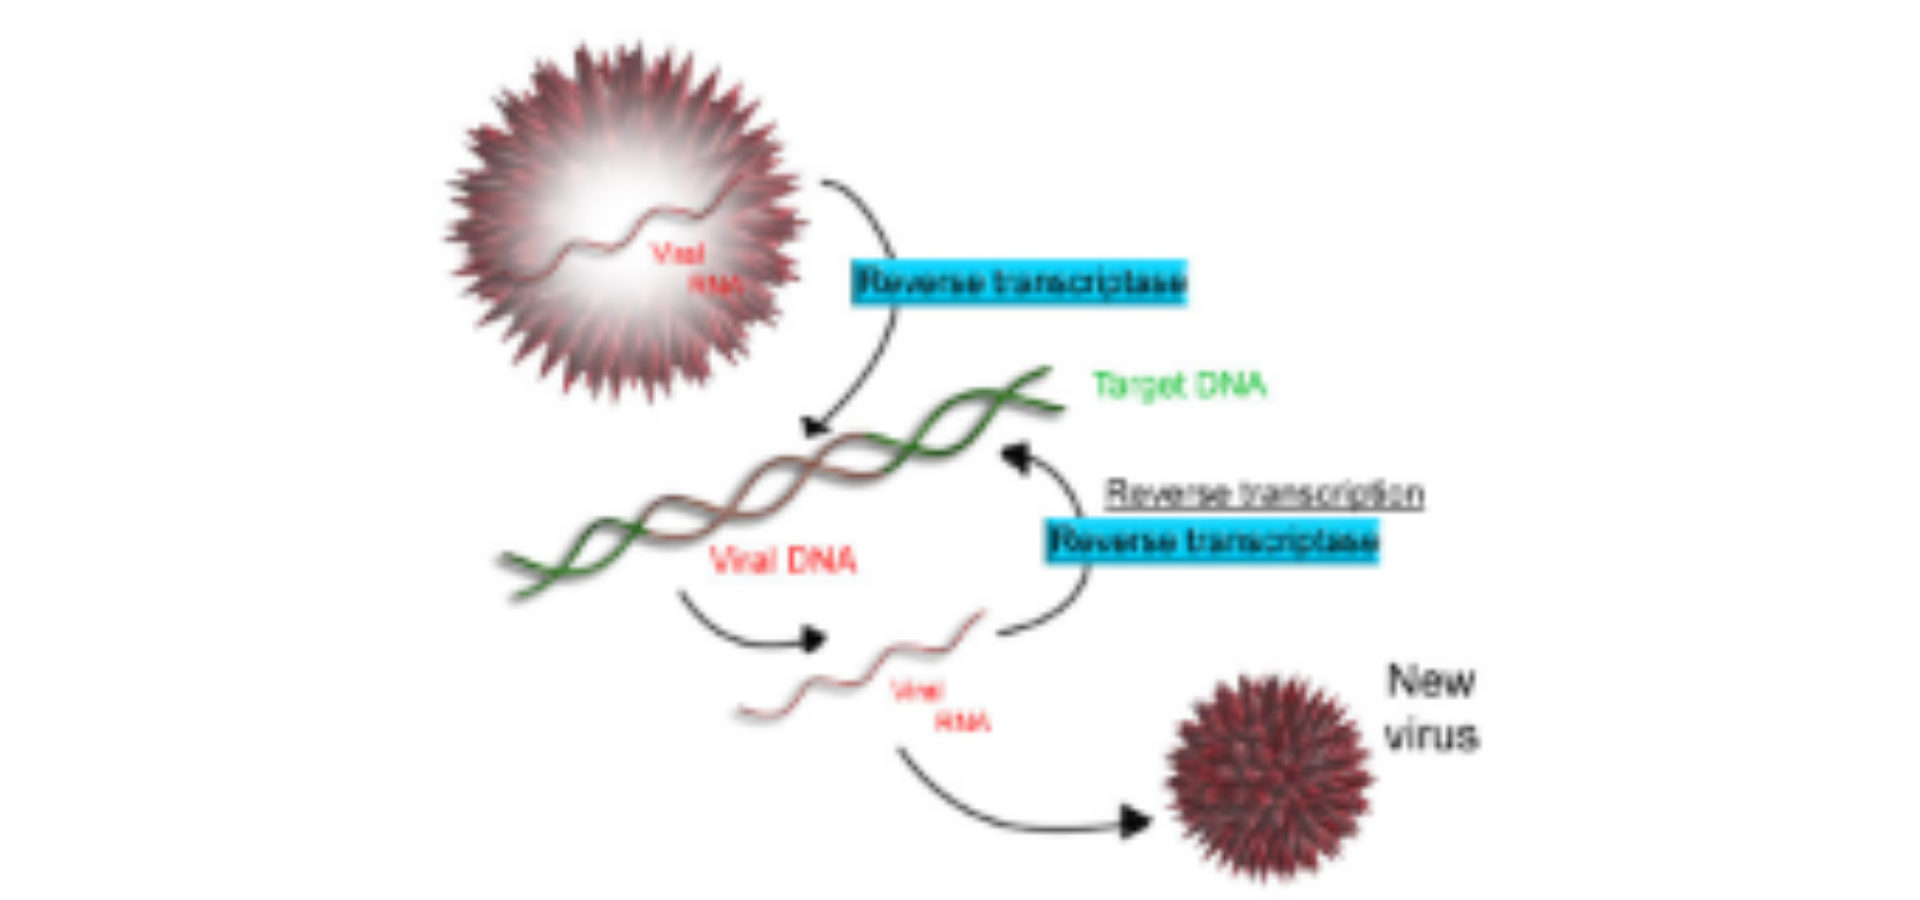 Viral
RNA
Reverse transcriptase
Target DNA
Reverse transcription
Reverse transcriptase
Viral DNA
Viral
RNA
New
virus